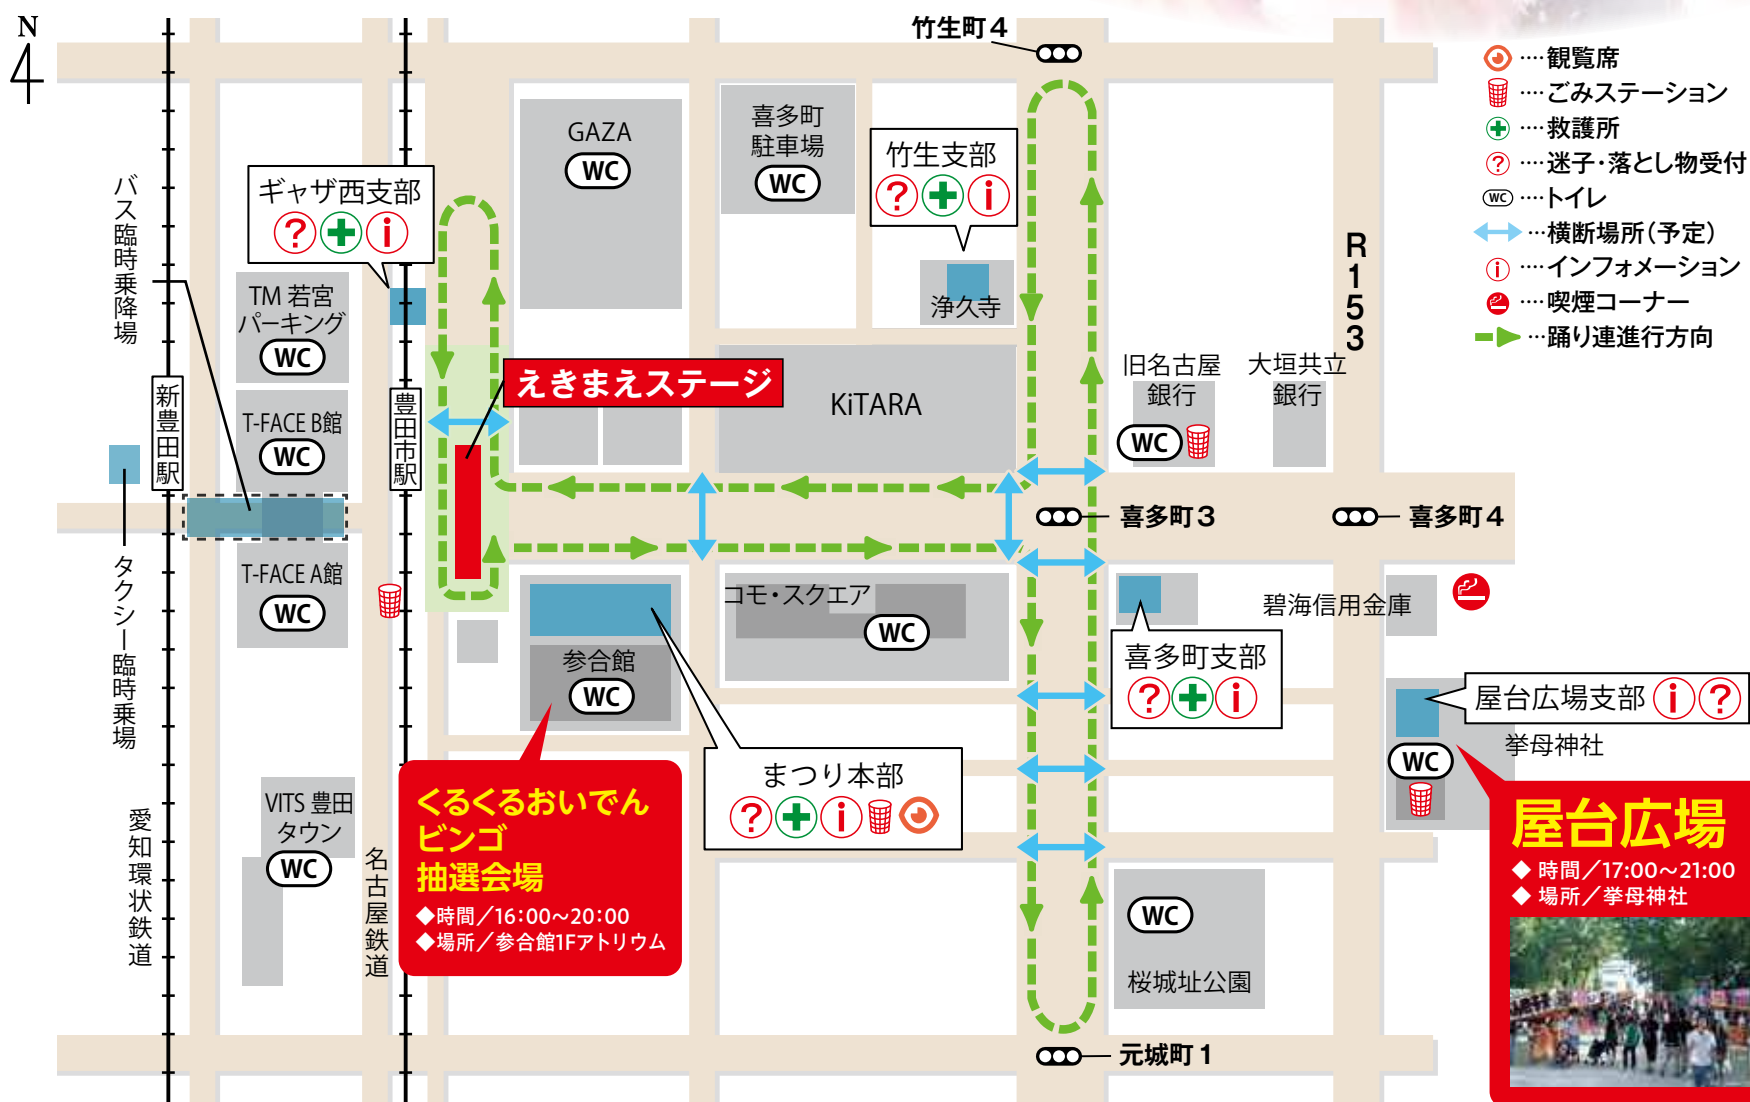 N
竹生町4
…観覧席
…ごみステーション
…救護所
…迷子・落とし物受付
WC …トイレ
…横断場所(予定)
…インフォメーション
…喫煙コーナー
…踊り連進行方向
R153
GAZA
WC
喜多町
駐車場
WC
竹生支部
浄久寺
ギャザ西支部
バス臨時乗降場
TM 若宮
パーキング
WC
えきまえステージ
KiTARA
旧名古屋
銀行
WC
大垣共立
銀行
新豊田駅
T-FACE B館
WC
豊田市駅
喜多町3
喜多町4
タクシー臨時乗場
T-FACE A館
WC
コモ・スクエア
WC
碧海信用金庫
参合館
WC
喜多町支部
屋台広場支部
挙母神社
WC
まつり本部
くるくるおいでん
ビンゴ
抽選会場
◆時間/16:00~20:00
◆場所/参合館1Fアトリウム
屋台広場
◆時間/17:00~21:00
◆場所/挙母神社
VITS 豊田
タウン
WC
愛知環状鉄道
名古屋鉄道
WC
桜城址公園
元城町1